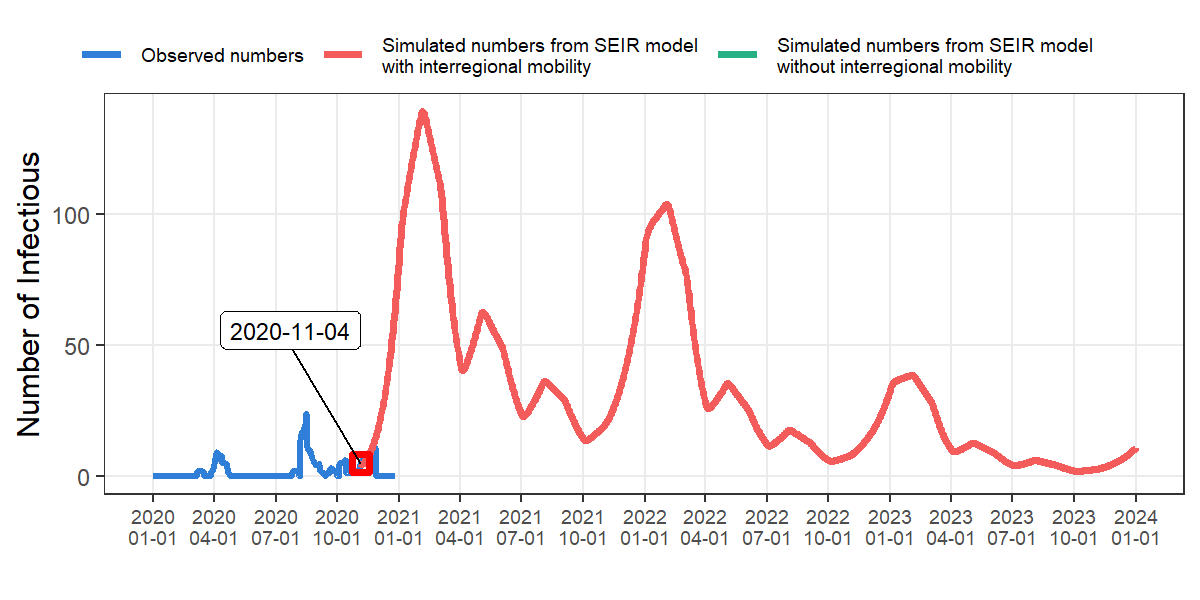 Observed numbers
Simulated numbers from SEIR model
with interregional mobility
Simulated numbers from SEIR model
without interregional mobility
Number of Infectious
100
50
0
2020-11-04
2020 2020 2020 2020 2021 2021 2021 2021 2022 2022 2022 2022 2023 2023 2023 2023 2024
01-01 04-01 07-01 10-01 01-01 04-01 07-01 10-01 01-01 04-01 07-01 10-01 01-01 04-01 07-01 10-01 01-01